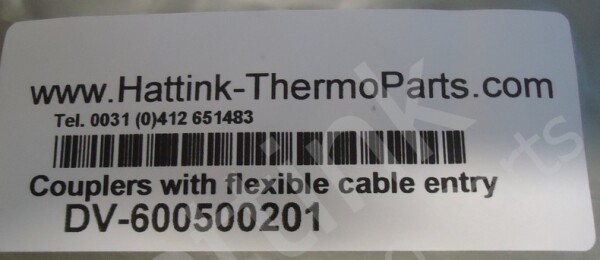 www.Hattink-ThermoParts.com
Tel. 0031 (0)412 651483
Couplers with flexible cable entry
DV-600500201